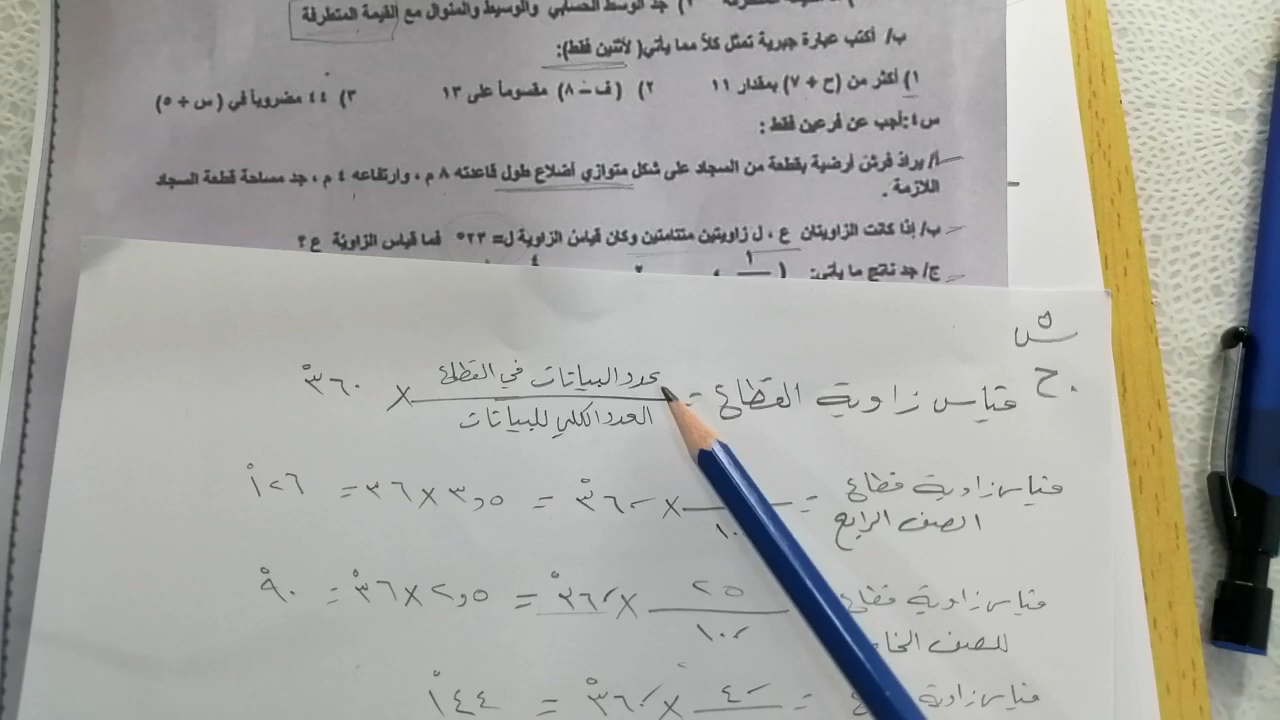 ٢) جد الوسط الحسابي والوسيط والمنوال مع القيمة المتطرفة
ب/ أكتب عبارة جبرية تمثل كلاً مما يأتي( لأثنين فقط):
١) أكثر من (ح + ٧) بمقدار ١١ ٢) (ف – ٨) مقسوماً على ١٣ ٣) ٤٤ مضروباً في ( س + ٥)
س٤:أجب عن فرعين فقط :
أ/ يراد فرش أرضية بقطعة من السجاد على شكل متوازي أضلاع طول قاعدته ٨ م ، وارتفاعه ٤ م ، جد مساحة قطعة السجاد
اللازمة .
ب/ إذا كانت الزاويتان ع ، ل زاويتين متتامتين وكان قياس الزاوية ل= ٢٣° فما قياس الزاوية ع ؟
ج/ جد ناتج ما يأتي:
س٥
ح. قياس زاوية القطاع = عدد البيانات في القطاع / العدد الكلي للبيانات × ٣٦٠°
قياس زاوية قطاع
الصف الرابع = × ٣٦٠° = ٣,٥ × ٣٦ = ١٢٦°
قياس زاوية قطاع
للصف ٢٥ / ١٠٠ × ٣٦٠° = ٢,٥ × ٣٦° = ٩٠°
قياس زاوية = ٤٠ × ٣٦٠° = ١٤٤°